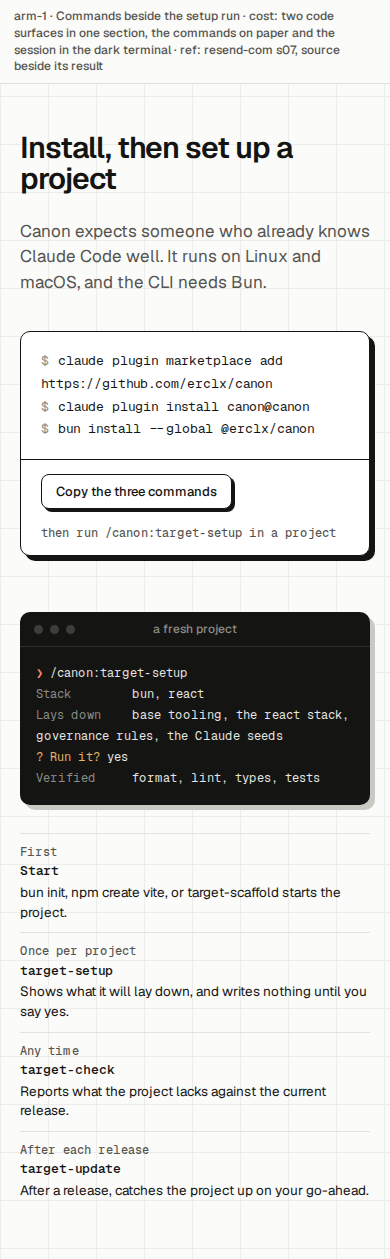 arm-1 · Commands beside the setup run · cost: two code
surfaces in one section, the commands on paper and the
session in the dark terminal · ref: resend-com s07, source
beside its result
Install, then set up a
project
Canon expects someone who already knows
Claude Code well. It runs on Linux and
macOS, and the CLI needs Bun.
$ claude plugin marketplace add
https://github.com/erclx/canon
$ claude plugin install canon@canon
$ bun install --global @erclx/canon
Copy the three commands
then run /canon:target-setup in a project
a fresh project
❯ /canon:target-setup
Stack bun, react
Lays down base tooling, the react stack,
governance rules, the Claude seeds
? Run it? yes
Verified format, lint, types, tests
First
Start
bun init, npm create vite, or target-scaffold starts the
project.
Once per project
target-setup
Shows what it will lay down, and writes nothing until you
say yes.
Any time
target-check
Reports what the project lacks against the current
release.
After each release
target-update
After a release, catches the project up on your go-ahead.